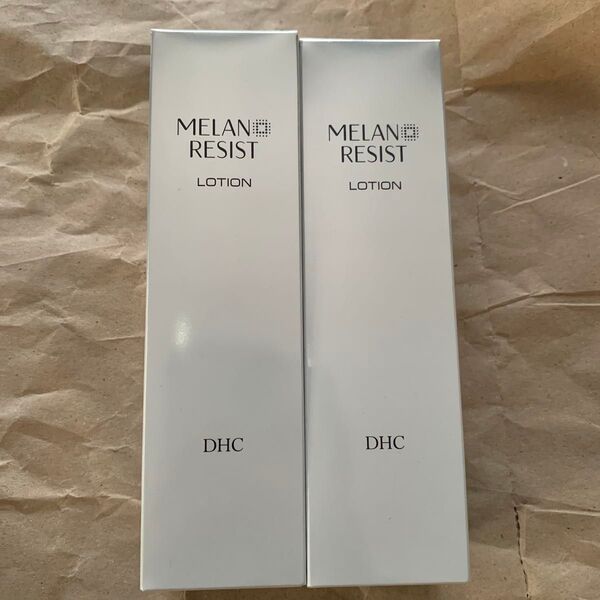 MELANO
RESIST
LOTION
DHC
MELANO
RESIST
LOTION
DHC